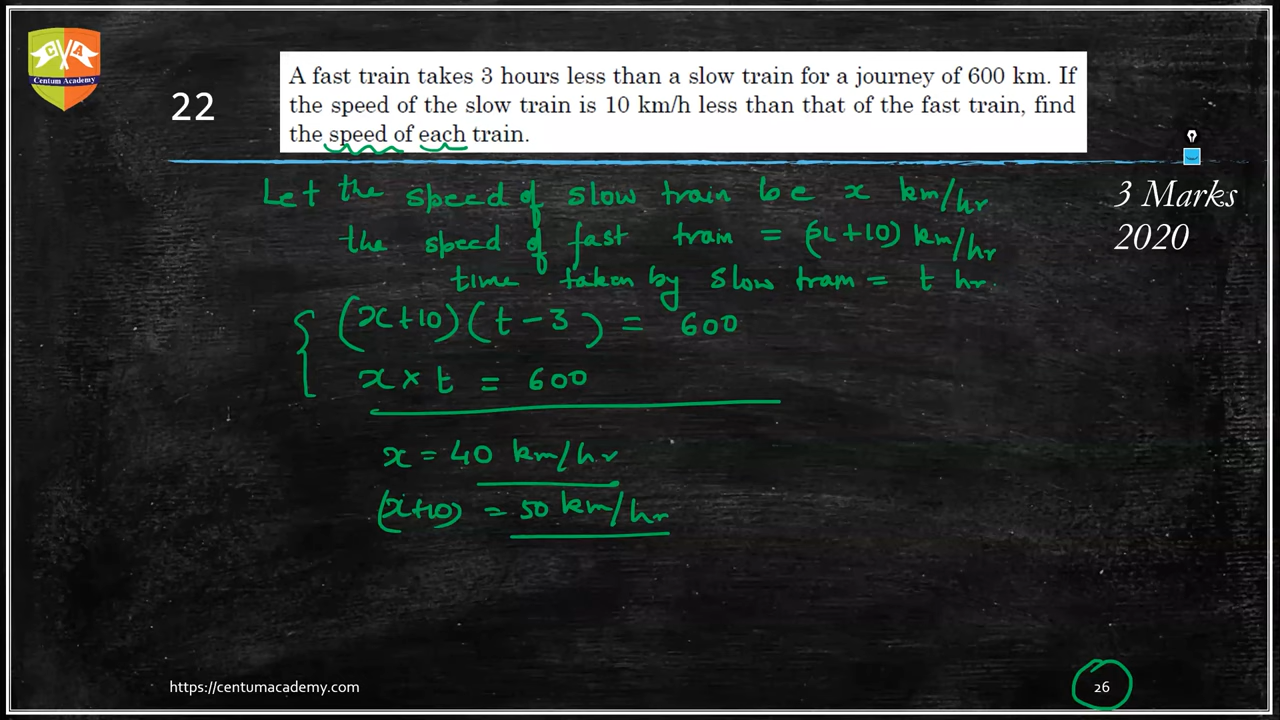 C A
Centum Academy
22
A fast train takes 3 hours less than a slow train for a journey of 600 km. If
the speed of the slow train is 10 km/h less than that of the fast train, find
the speed of each train.
3 Marks
2020
Let the speed of slow train be x km/hr
the speed of fast train = (x+10) km/hr
time taken by slow train = t hr.
(x+10)(t-3) = 600
x × t = 600
x = 40 km/hr
(x+10) = 50 km/hr
https://centumacademy.com
26